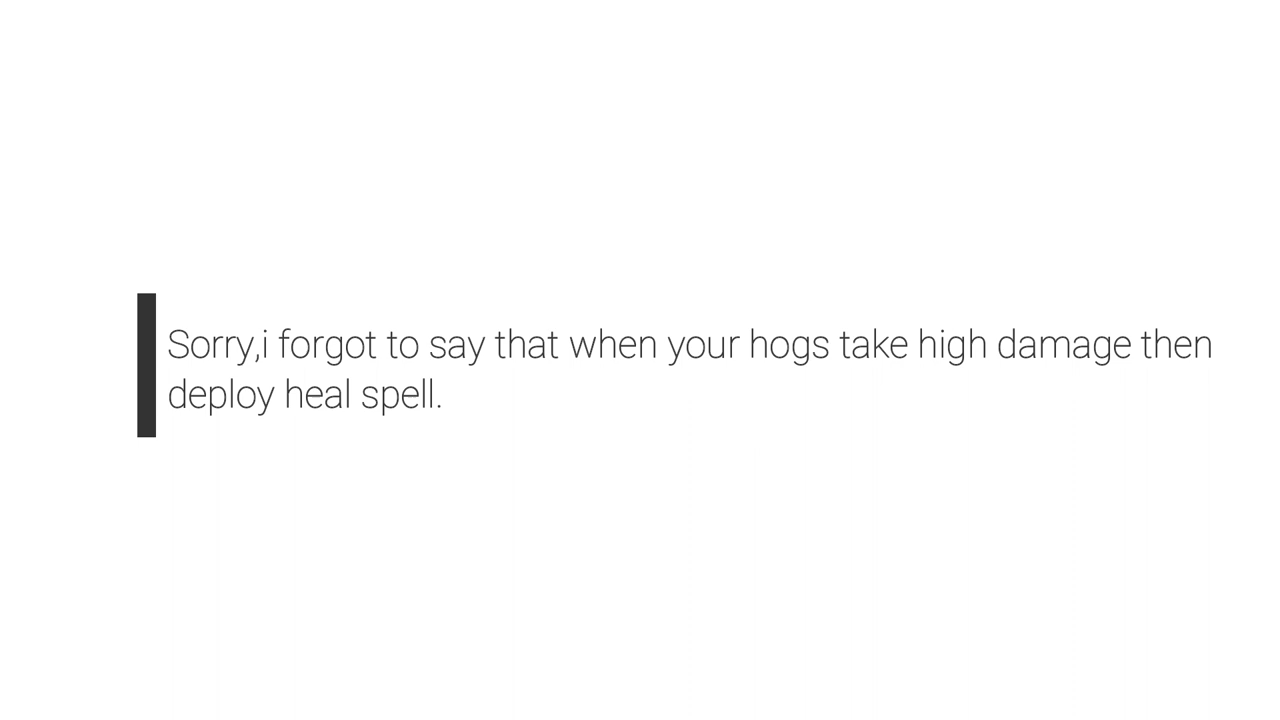 Sorry,i forgot to say that when your hogs take high damage then
deploy heal spell.